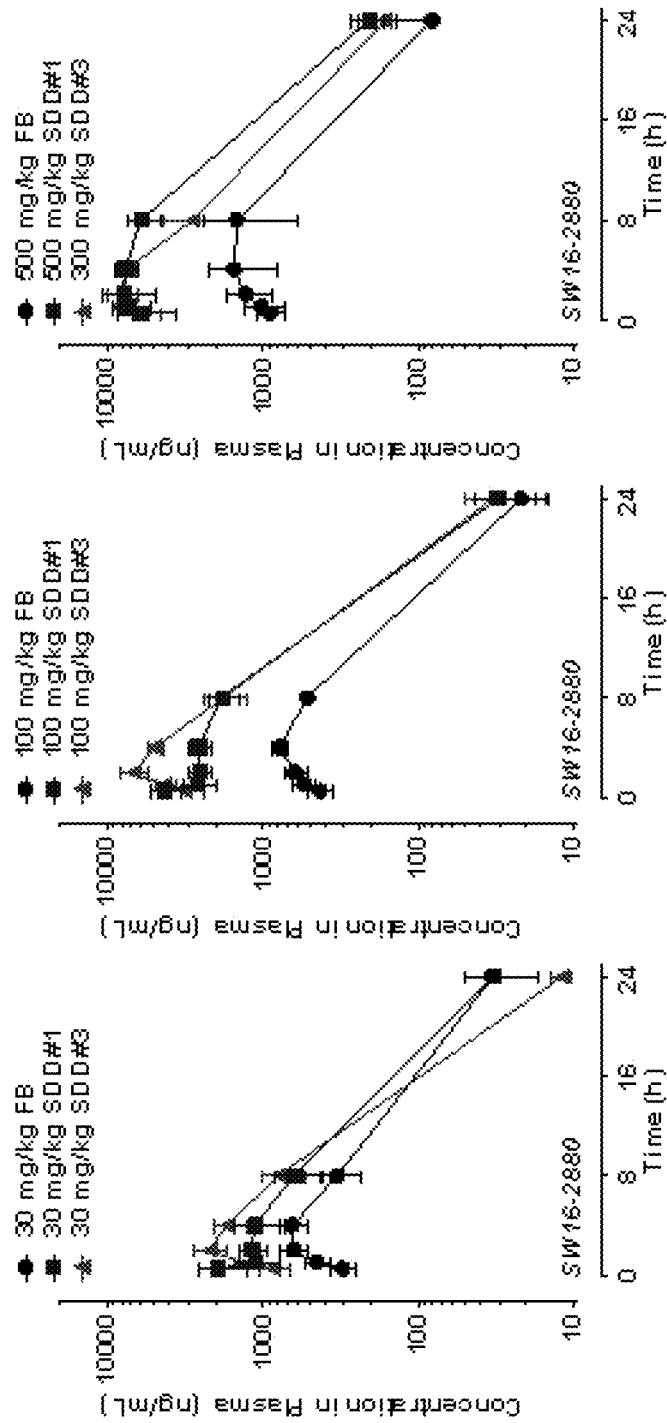 30 mg/kg FB
30 mg/kg SDD#1
30 mg/kg SDD#3
Concentration in Plasma (ng/mL)
10000
1000
100
10
0
8
16
24
Time (h)
SW16-2880
100 mg/kg FB
100 mg/kg SDD#1
100 mg/kg SDD#3
Concentration in Plasma (ng/mL)
10000
1000
100
10
0
8
16
24
Time (h)
SW16-2880
500 mg/kg FB
500 mg/kg SDD#1
300 mg/kg SDD#3
Concentration in Plasma (ng/mL)
10000
1000
100
10
0
8
16
24
Time (h)
SW16-2880